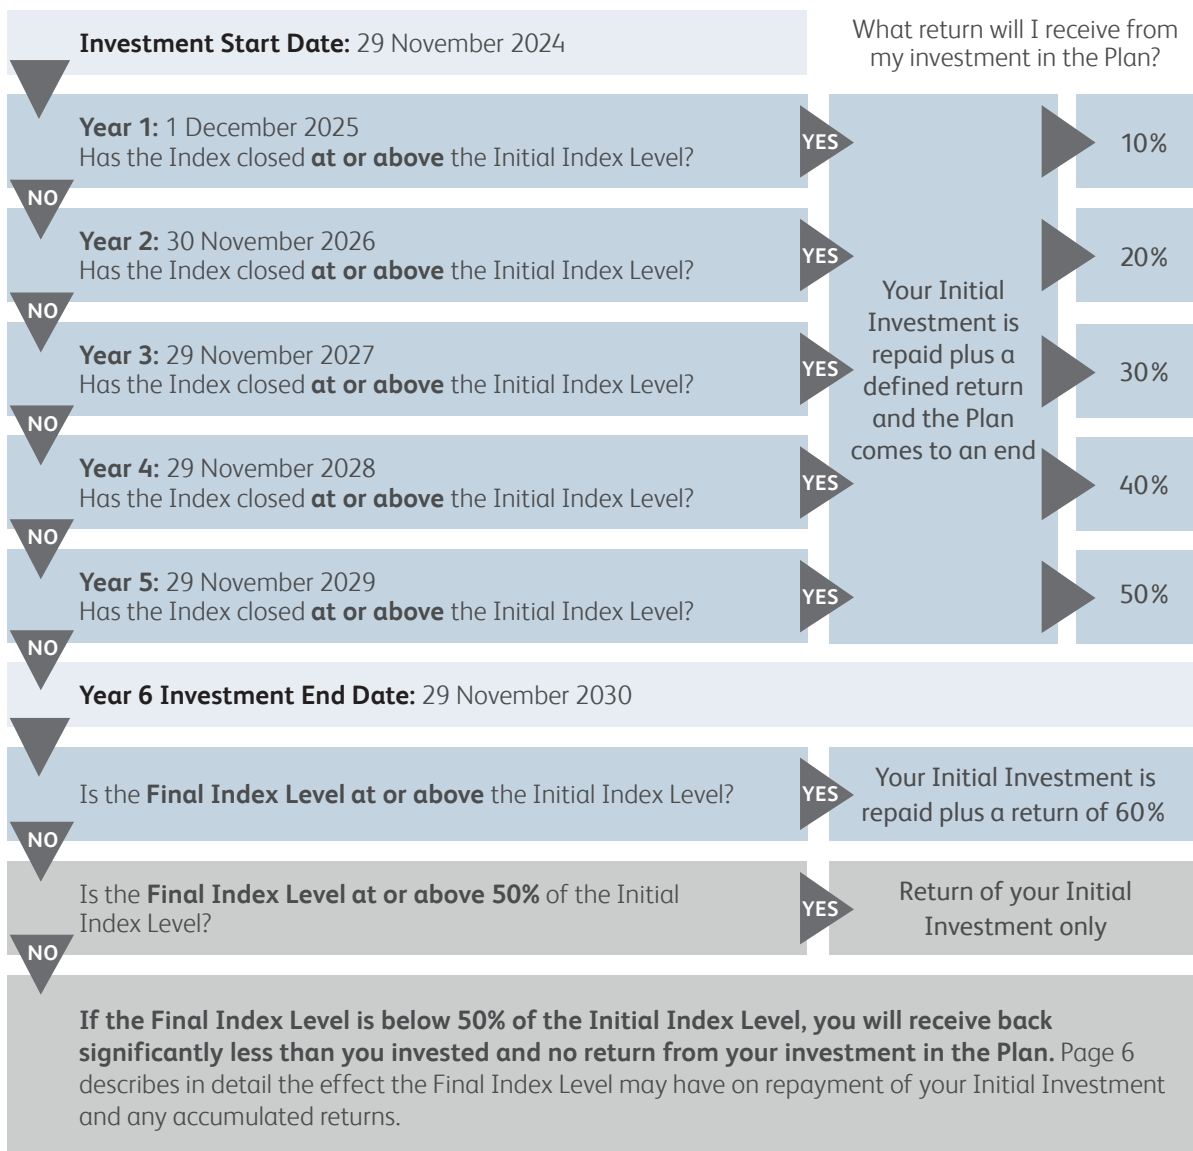 Investment Start Date: 29 November 2024
What return will I receive from
my investment in the Plan?
Year 1: 1 December 2025
Has the Index closed at or above the Initial Index Level?
YES
10%
NO
Year 2: 30 November 2026
Has the Index closed at or above the Initial Index Level?
YES
20%
NO
Year 3: 29 November 2027
Has the Index closed at or above the Initial Index Level?
YES
30%
NO
Year 4: 29 November 2028
Has the Index closed at or above the Initial Index Level?
YES
40%
NO
Year 5: 29 November 2029
Has the Index closed at or above the Initial Index Level?
YES
50%
Your Initial
Investment is
repaid plus a
defined return
and the Plan
comes to an end
NO
Year 6 Investment End Date: 29 November 2030
Is the Final Index Level at or above the Initial Index Level?
YES
Your Initial Investment is
repaid plus a return of 60%
NO
Is the Final Index Level at or above 50% of the Initial
Index Level?
YES
Return of your Initial
Investment only
NO
If the Final Index Level is below 50% of the Initial Index Level, you will receive back
significantly less than you invested and no return from your investment in the Plan. Page 6
describes in detail the effect the Final Index Level may have on repayment of your Initial Investment
and any accumulated returns.